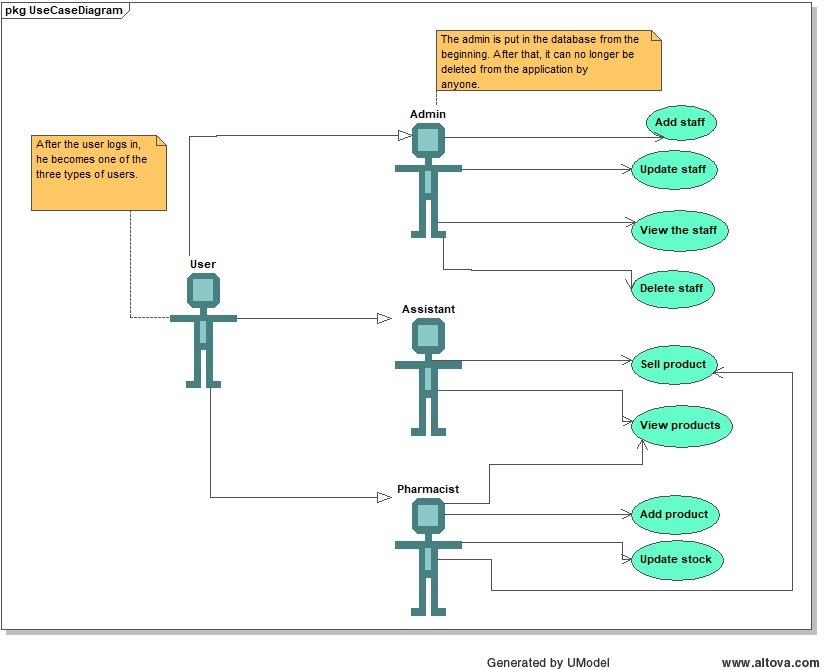 pkg UseCaseDiagram
The admin is put in the database from the
beginning. After that, it can no longer be
deleted from the application by
anyone.
Admin
Add staff
After the user logs in,
he becomes one of the
three types of users.
Update staff
View the staff
User
Delete staff
Assistant
Sell product
View products
Pharmacist
Add product
Update stock
Generated by UModel
www.altova.com